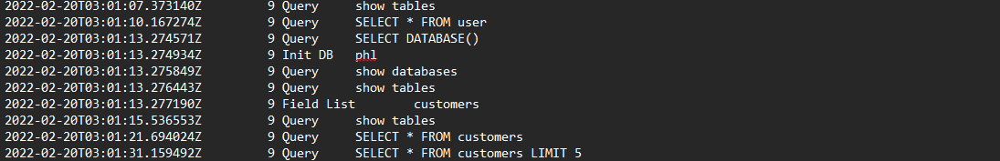 2022-02-20T03:01:07.373140Z 9 Query show tables
2022-02-20T03:01:10.167274Z 9 Query SELECT * FROM user
2022-02-20T03:01:13.274571Z 9 Query SELECT DATABASE()
2022-02-20T03:01:13.274934Z 9 Init DB phl
2022-02-20T03:01:13.275849Z 9 Query show databases
2022-02-20T03:01:13.276443Z 9 Query show tables
2022-02-20T03:01:13.277190Z 9 Field List customers
2022-02-20T03:01:15.536553Z 9 Query show tables
2022-02-20T03:01:21.694024Z 9 Query SELECT * FROM customers
2022-02-20T03:01:31.159492Z 9 Query SELECT * FROM customers LIMIT 5